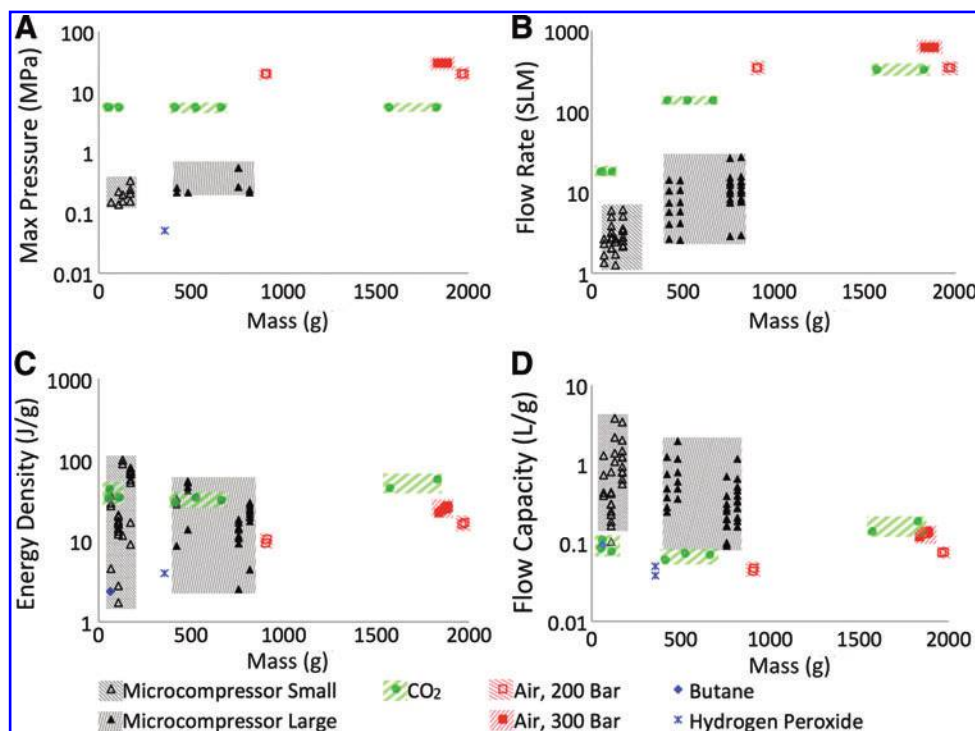 A
Max Pressure (MPa)
100
10
1
0.1
0.01
0 500 1000 1500 2000
Mass (g)
B
Flow Rate (SLM)
1000
100
10
1
0 500 1000 1500 2000
Mass (g)
C
Energy Density (J/g)
1000
100
10
1
0 500 1000 1500 2000
Mass (g)
D
Flow Capacity (L/g)
10
1
0.1
0.01
0 500 1000 1500 2000
Mass (g)
Microcompressor Small
CO₂
Air, 200 Bar
Butane
Microcompressor Large
Air, 300 Bar
Hydrogen Peroxide